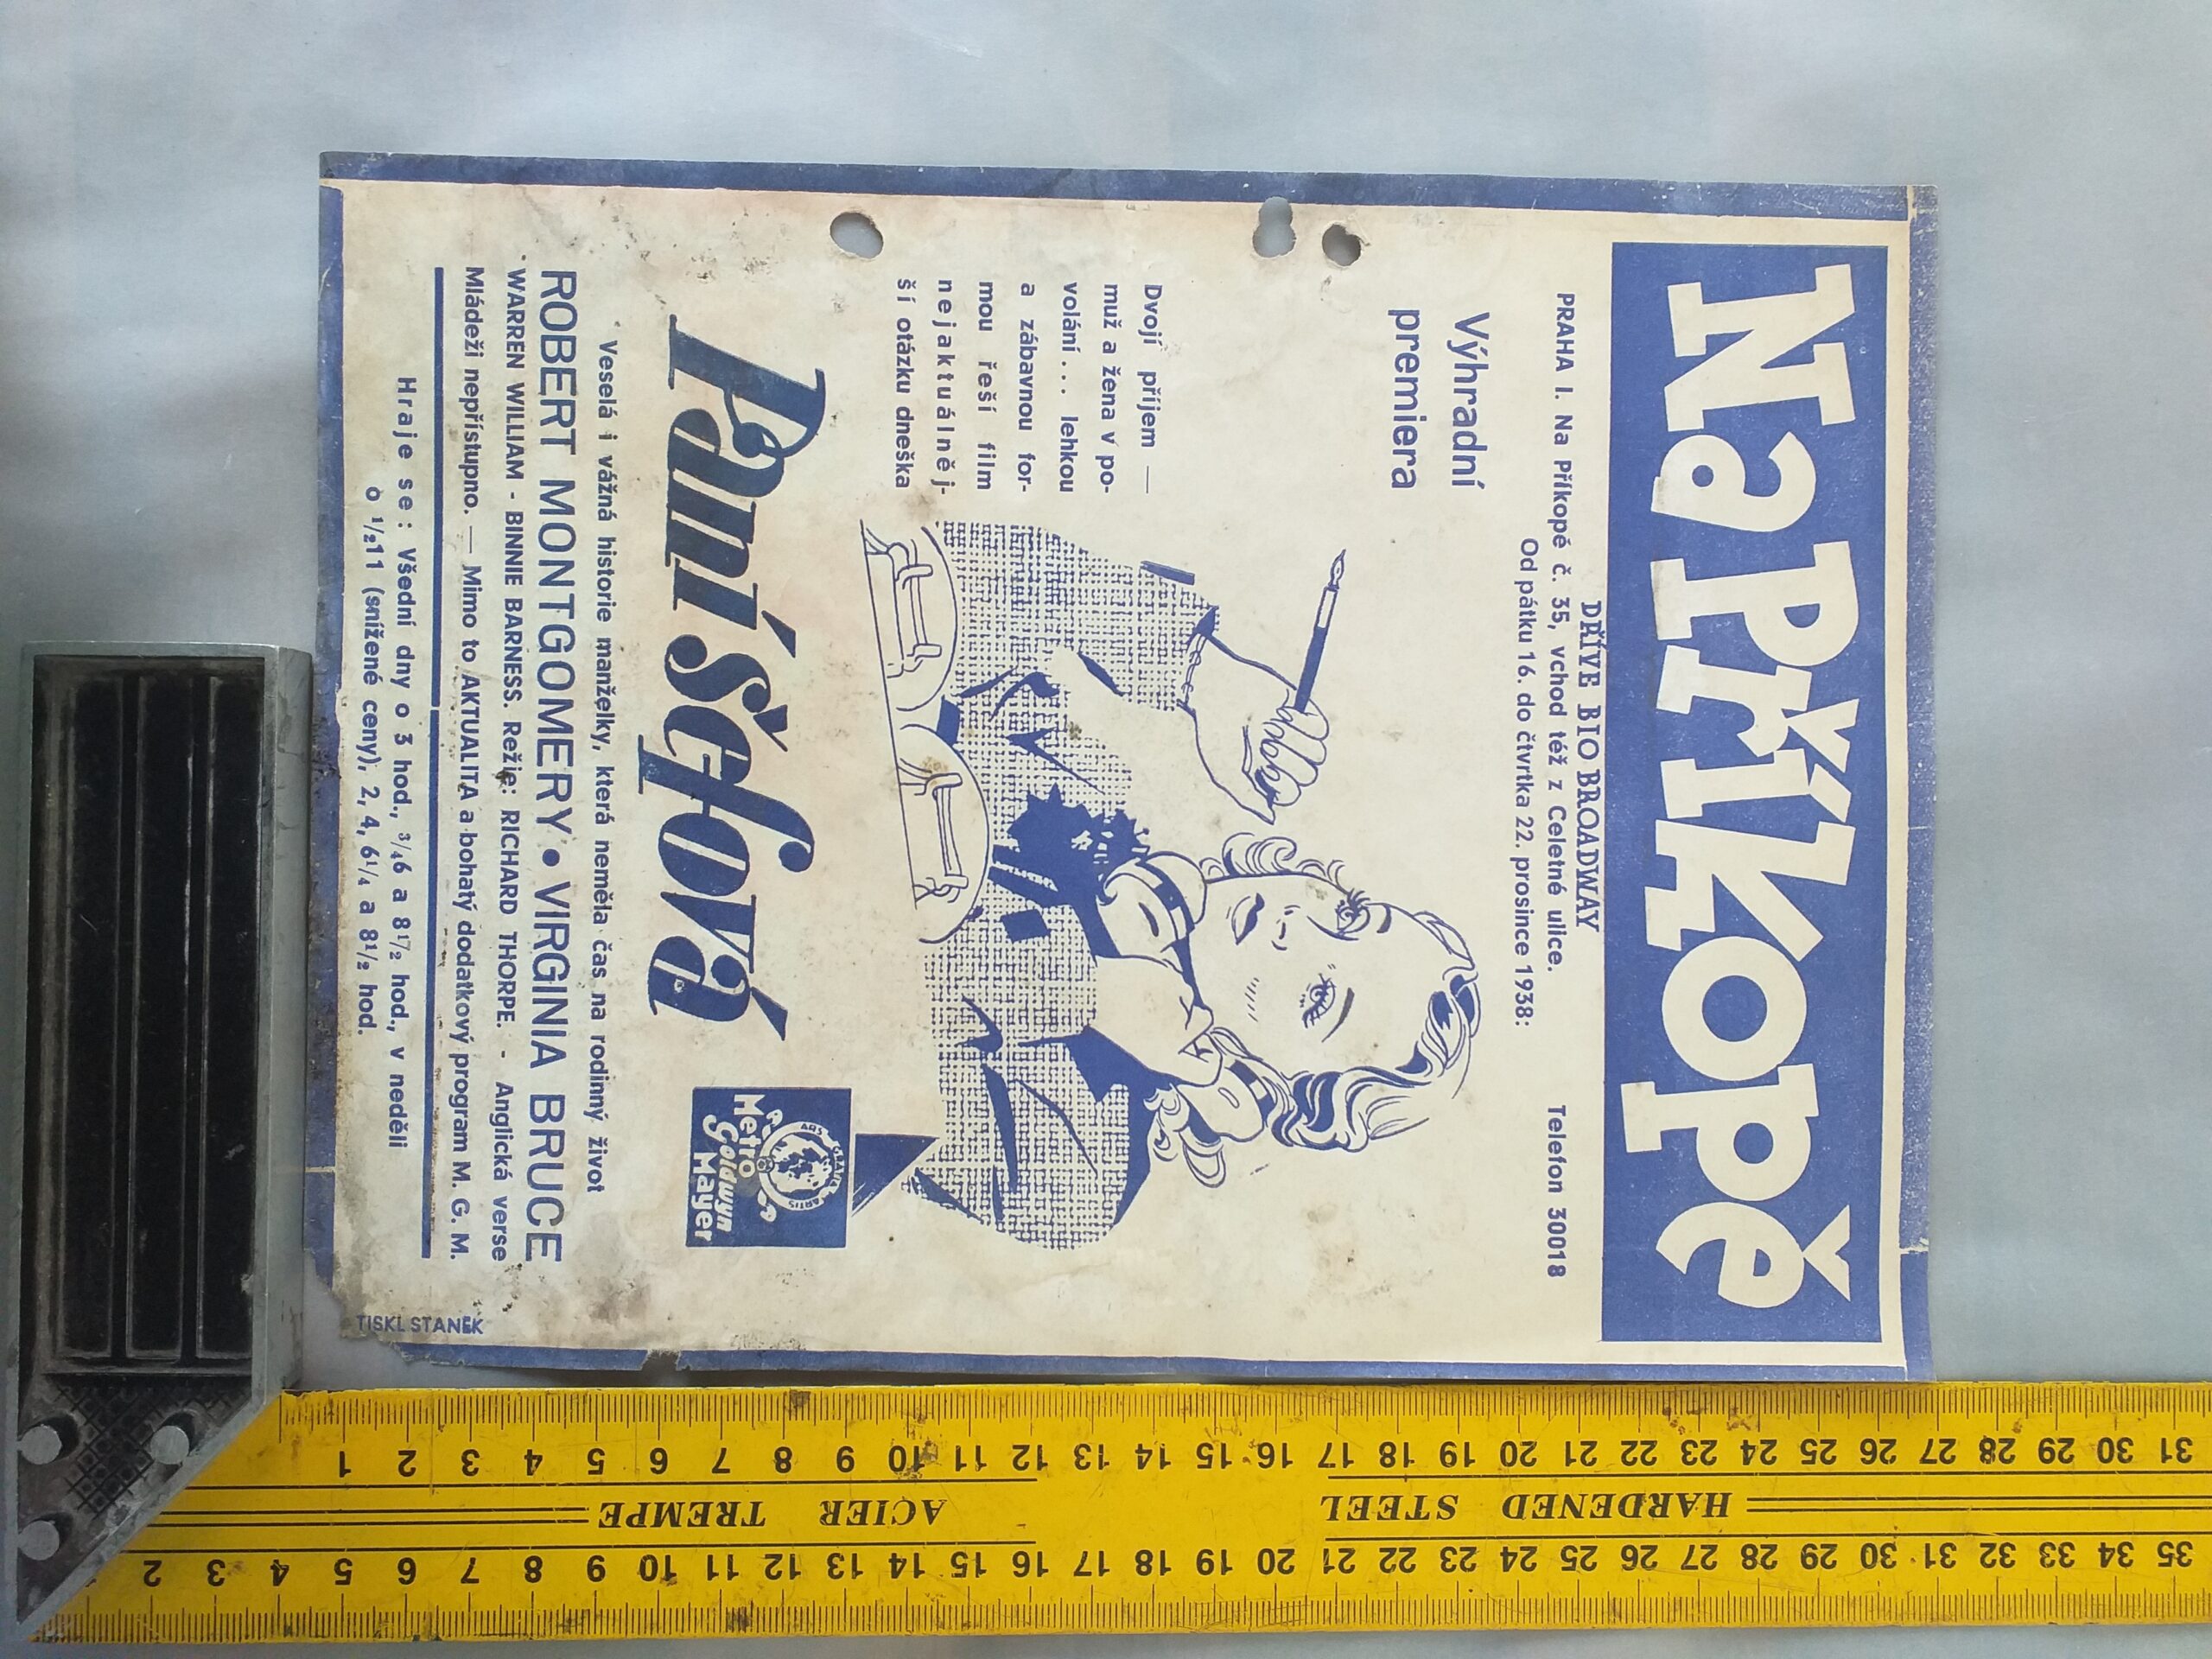 Na Příkopě
DŘÍVE BIO BROADWAY
PRAHA I. Na Příkopě č. 35, vchod též z Celetné ulice. Telefon 30018
Od pátku 16. do čtvrtka 22. prosince 1938:
Výhradní
premiera
Dvojí příjem —
muž a žena v po-
volání... lehkou
a zábavnou for-
mou řeší film
nejaktuálněj-
ší otázku dneška
ARS GRATIA ARTIS
Metro
Goldwyn
Mayer
Paní šéfová
Veselá i vážná historie manželky, která neměla čas na rodinný život
ROBERT MONTGOMERY • VIRGINIA BRUCE
WARREN WILLIAM - BINNIE BARNESS. Režie: RICHARD THORPE. - Anglická verse
Mládeži nepřístupno. — Mimo to AKTUALITA a bohatý dodatkový program M. G. M.
Hraje se: Všední dny o 3 hod., ¾6 a 8½ hod., v neděli
o ½11 (snížené ceny), 2, 4, 6¼ a 8½ hod.
TISKL STANĚK
1 2 3 4 5 6 7 8 9 10 11 12 13 14 15 16 17 18 19 20 21 22 23 24 25 26 27 28 29 30 31
ACIER TREMPE HARDENED STEEL
2 3 4 5 6 7 8 9 10 11 12 13 14 15 16 17 18 19 20 21 22 23 24 25 26 27 28 29 30 31 32 33 34 35